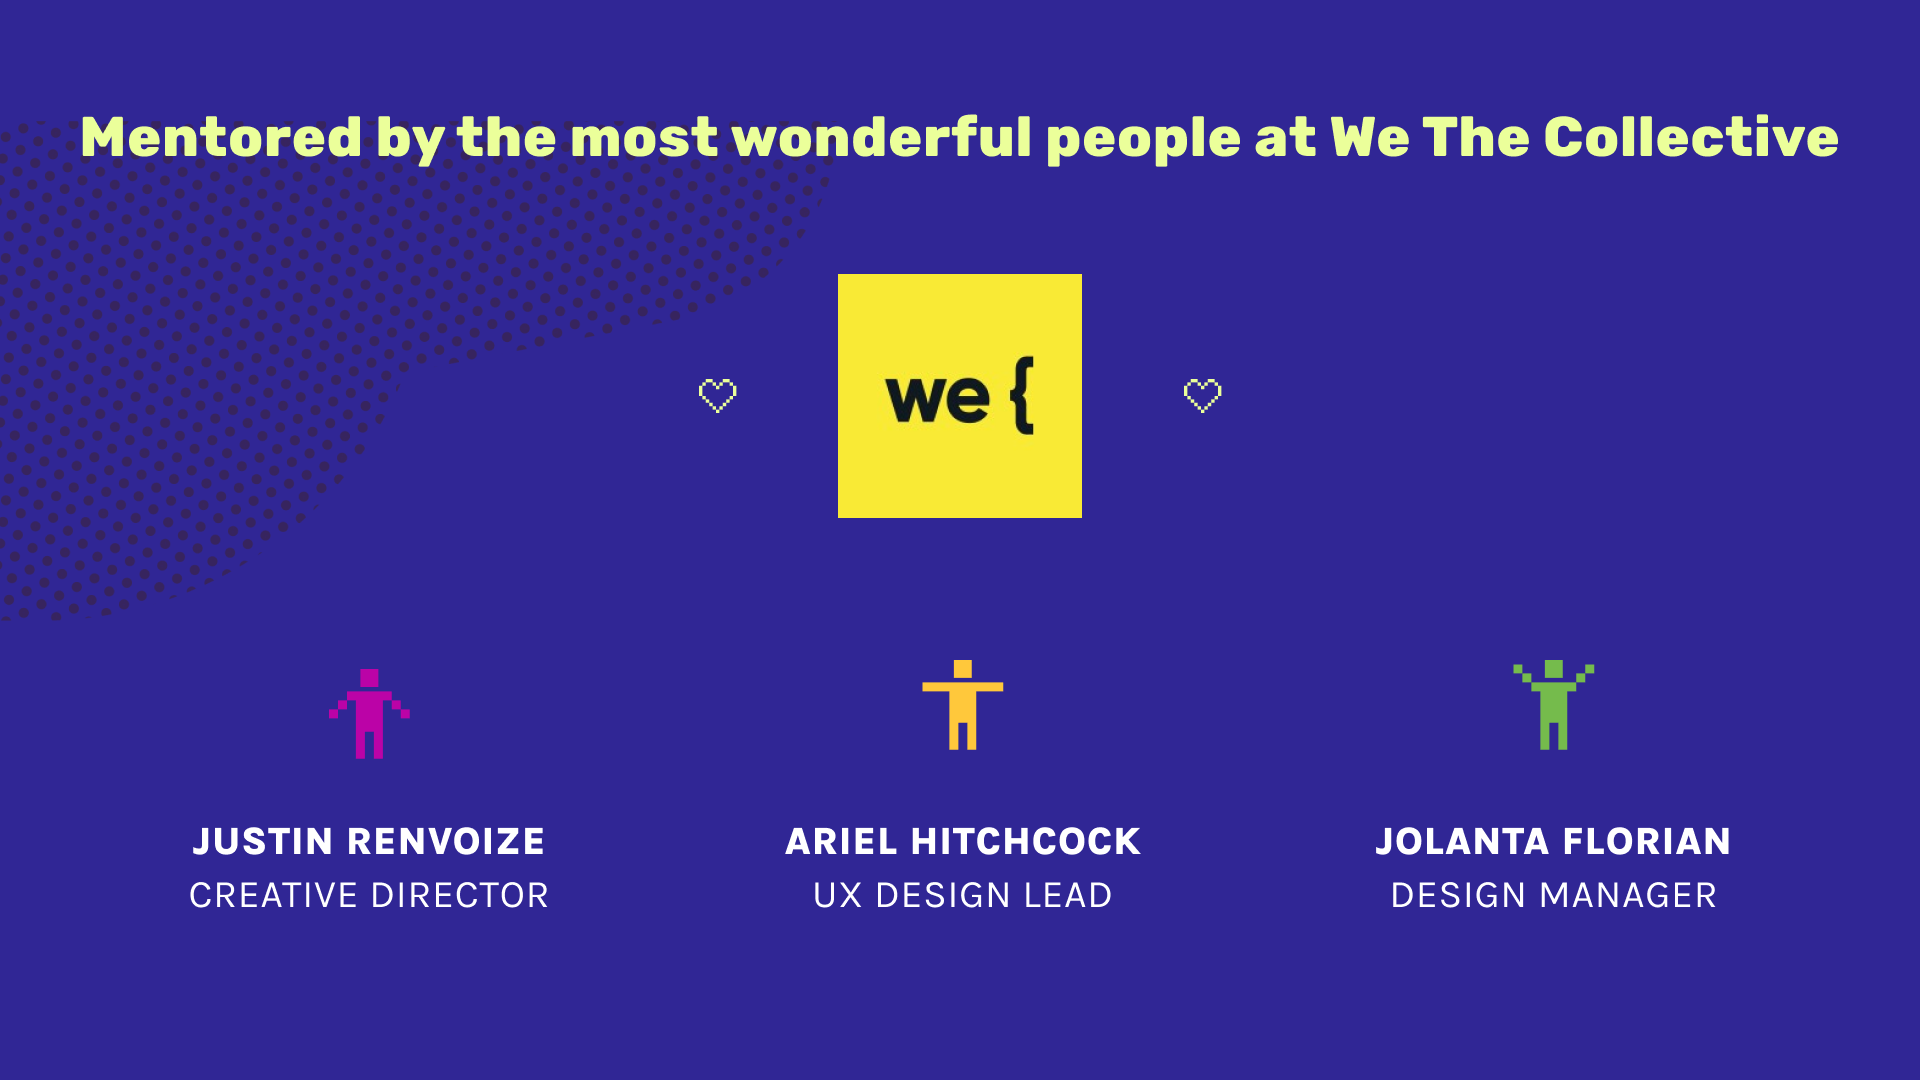 Mentored by the most wonderful people at We The Collective
we {
JUSTIN RENVOIZE
CREATIVE DIRECTOR
ARIEL HITCHCOCK
UX DESIGN LEAD
JOLANTA FLORIAN
DESIGN MANAGER